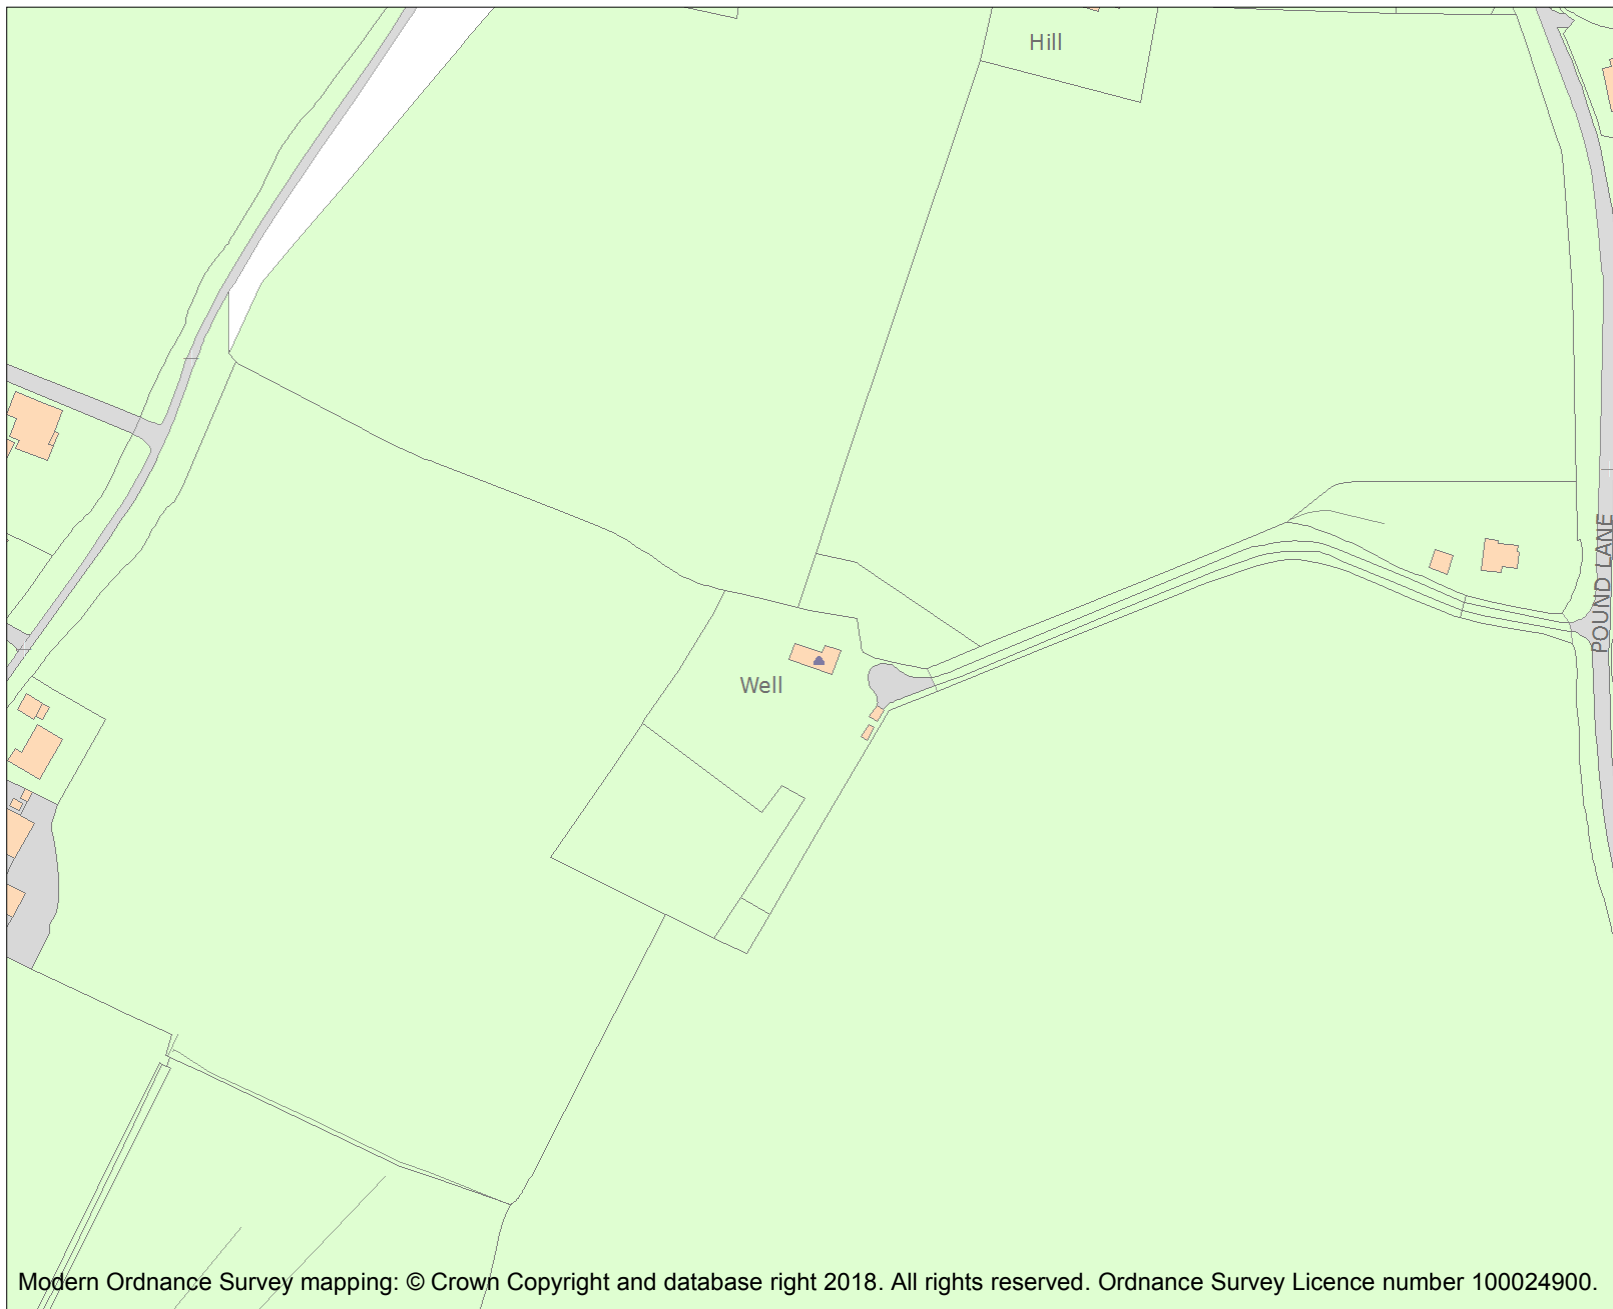 Hill
POUND LANE
Well
Modern Ordnance Survey mapping: © Crown Copyright and database right 2018. All rights reserved. Ordnance Survey Licence number 100024900.